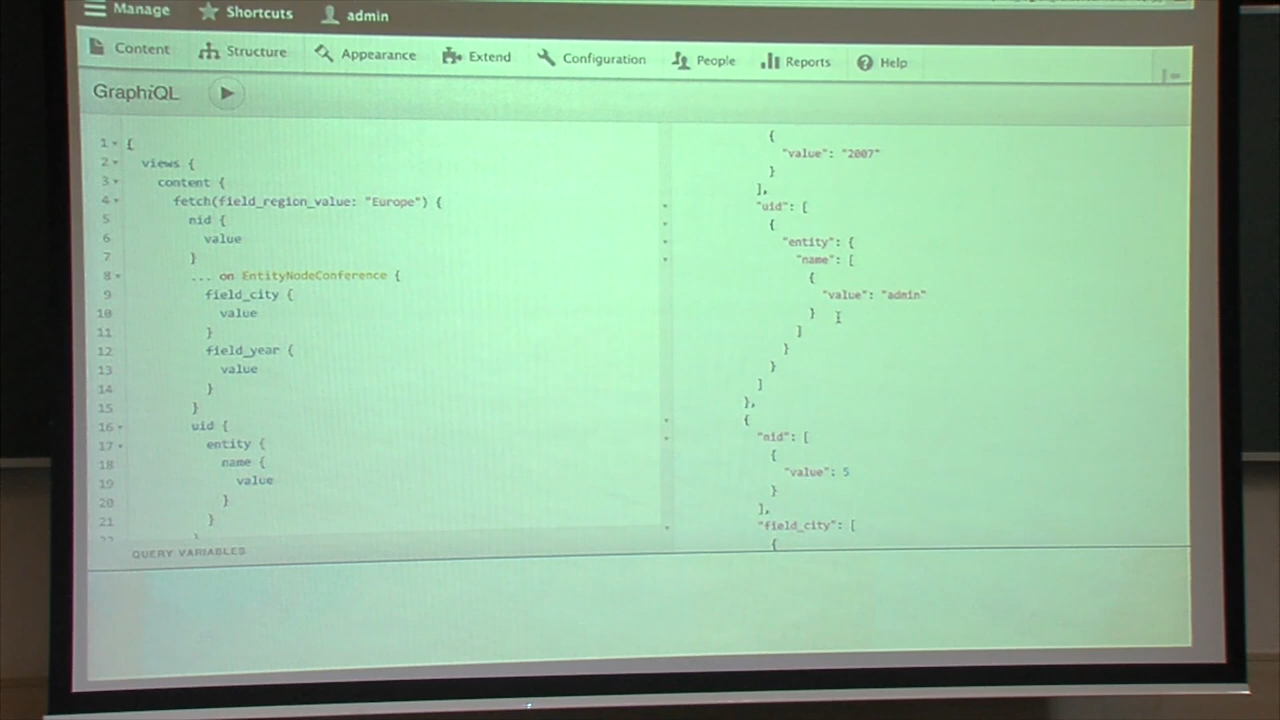 Manage Shortcuts admin
Content Structure Appearance Extend Configuration People Reports Help
GraphiQL
1 {
2 views {
3 content {
4 fetch(field_region_value: "Europe") {
5 nid {
6 value
7 }
8 ... on EntityNodeConference {
9 field_city {
10 value
11 }
12 field_year {
13 value
14 }
15 }
16 uid {
17 entity {
18 name {
19 value
20 }
21 }
22 }
QUERY VARIABLES
{
"value": "2007"
}
],
"uid": [
{
"entity": {
"name": [
{
"value": "admin"
}
]
}
}
]
},
{
"nid": [
{
"value": 5
}
],
"field_city": [
{